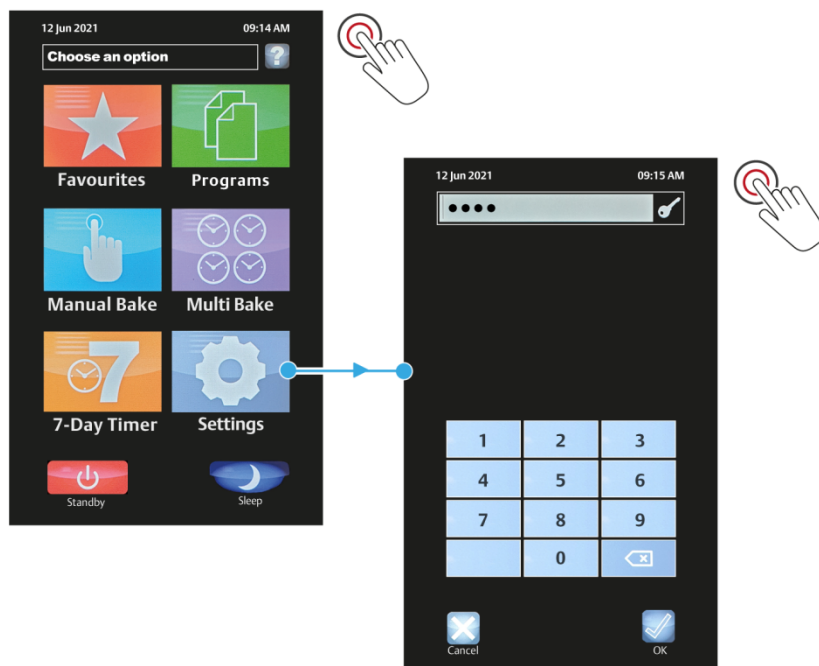 12 Jun 2021 09:14 AM
Choose an option ?
Favourites Programs
Manual Bake Multi Bake
7
7-Day Timer Settings
Standby Sleep
12 Jun 2021 09:15 AM
1 2 3
4 5 6
7 8 9
0
Cancel OK